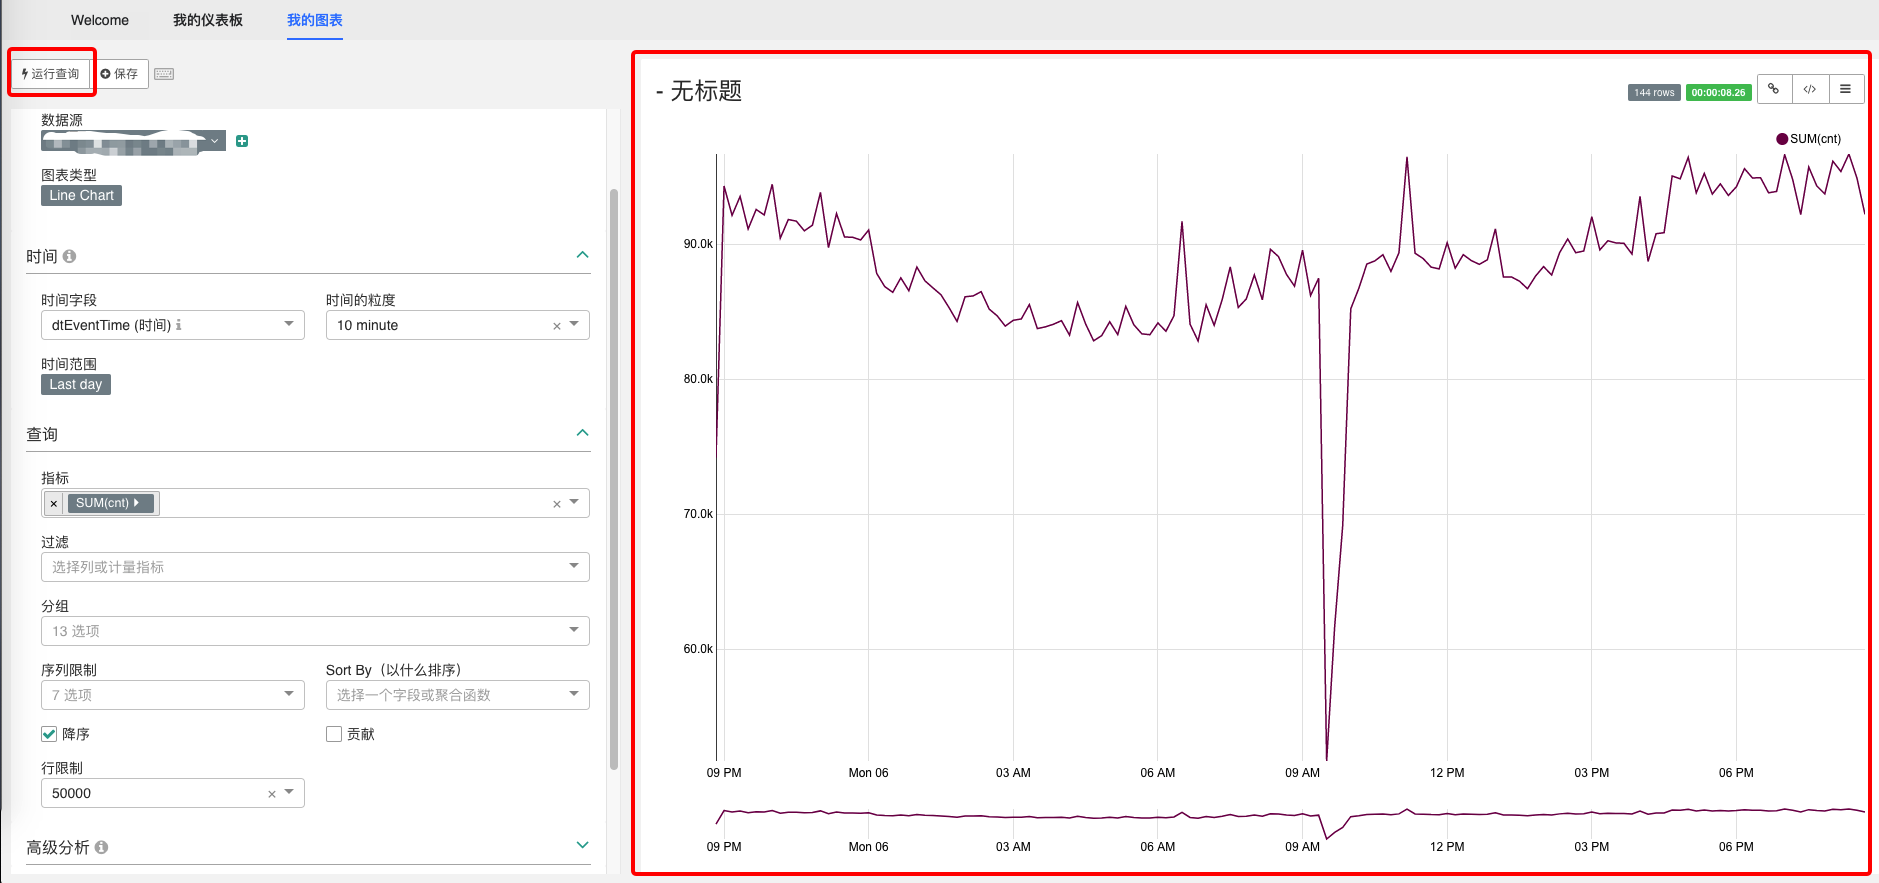 Welcome 我的仪表板 我的图表
运行查询 保存
数据源
图表类型
Line Chart
时间
时间字段 时间的粒度
dtEventTime (时间) 10 minute
时间范围
Last day
查询
指标
× SUM(cnt) ×
过滤
选择列或计量指标
分组
13 选项
序列限制 Sort By（以什么排序）
7 选项 选择一个字段或聚合函数
降序 贡献
行限制
50000 ×
高级分析
- 无标题
144 rows 00:00:08.26 </>
SUM(cnt)
90.0k
80.0k
70.0k
60.0k
09 PM Mon 06 03 AM 06 AM 09 AM 12 PM 03 PM 06 PM
09 PM Mon 06 03 AM 06 AM 09 AM 12 PM 03 PM 06 PM